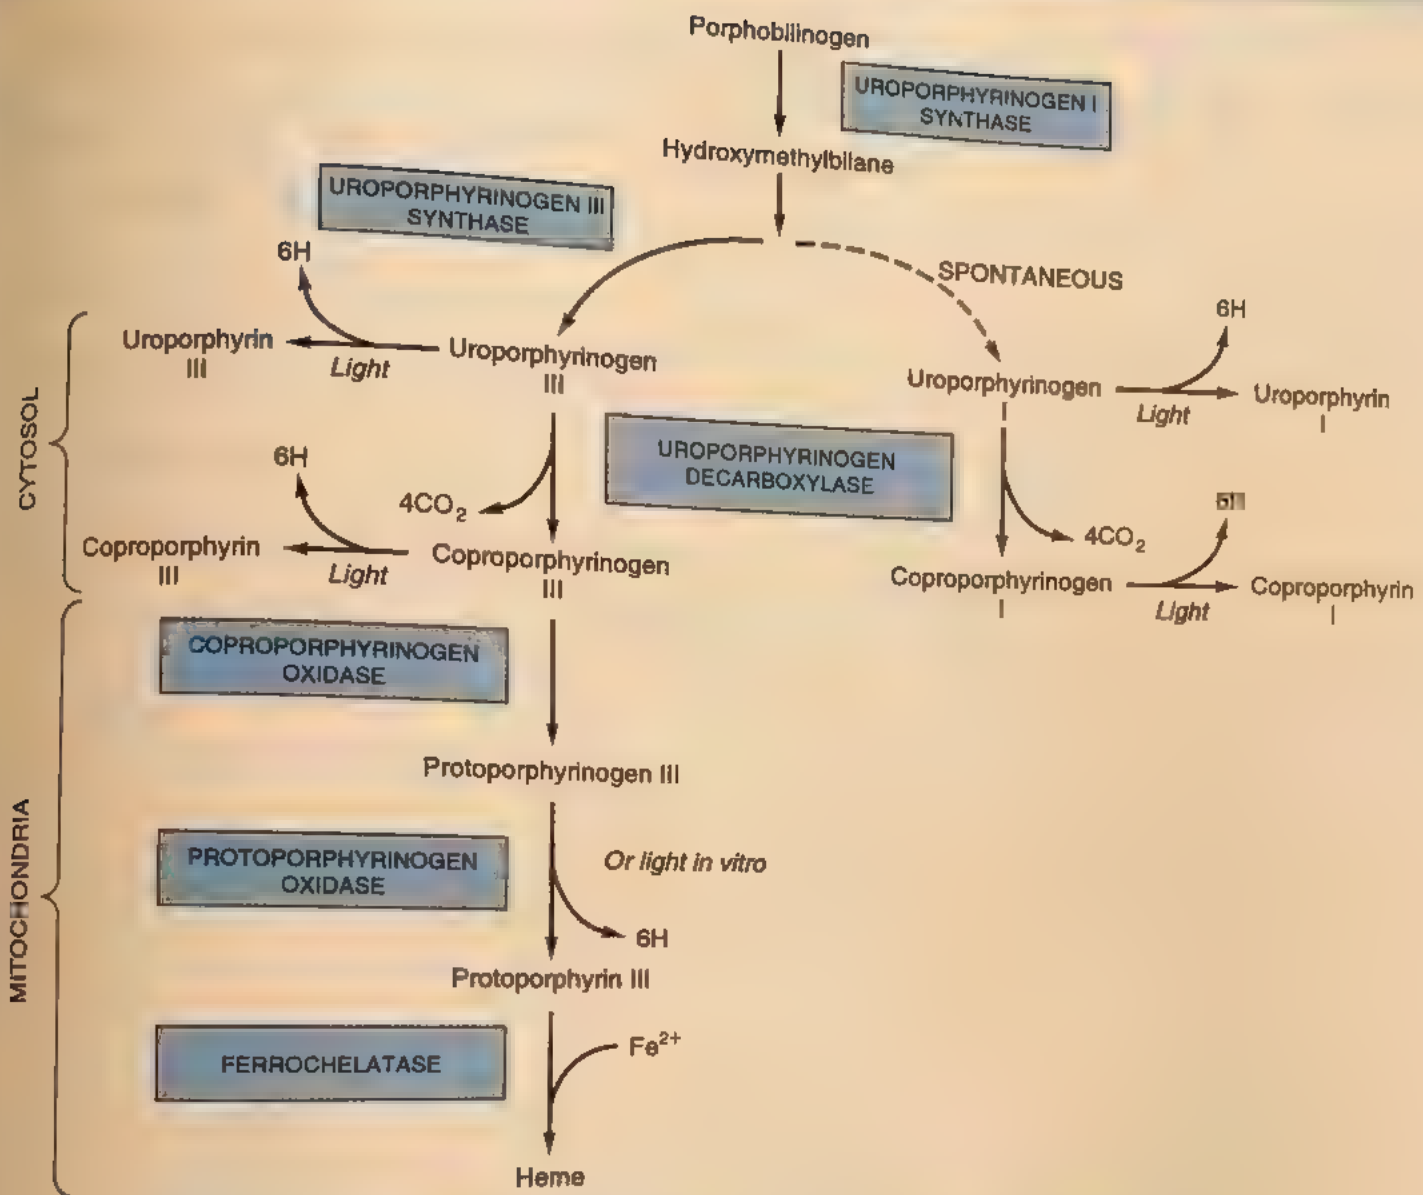 Porphobilinogen
UROPORPHYRINOGEN I
SYNTHASE
Hydroxymethylbilane
UROPORPHYRINOGEN III
SYNTHASE
6H
SPONTANEOUS
6H
Uroporphyrin
III
Light
Uroporphyrinogen
III
Uroporphyrinogen
I
Light
Uroporphyrin
I
CYTOSOL
UROPORPHYRINOGEN
DECARBOXYLASE
6H
4CO₂
4CO₂
Coproporphyrin
III
Light
Coproporphyrinogen
III
Coproporphyrinogen
I
Light
Coproporphyrin
I
COPROPORPHYRINOGEN
OXIDASE
Protoporphyrinogen III
MITOCHONDRIA
PROTOPORPHYRINOGEN
OXIDASE
Or light in vitro
6H
Protoporphyrin III
FERROCHELATASE
Fe²⁺
Heme